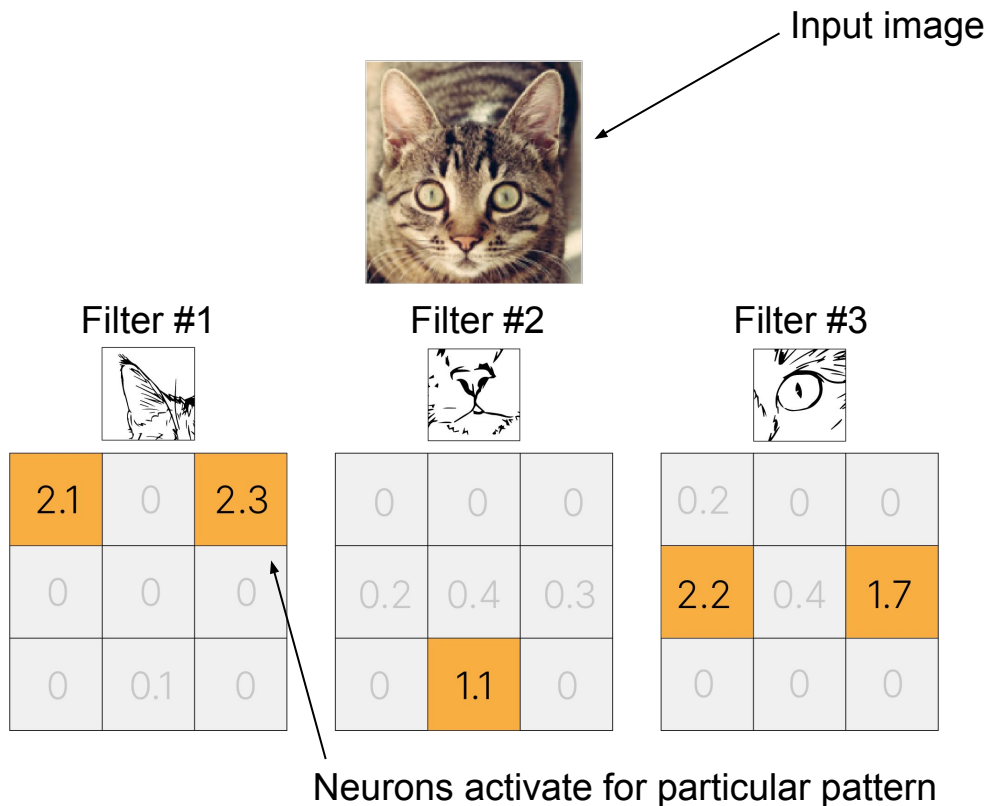 Input image
Filter #1 Filter #2 Filter #3
2.1 0 2.3 0 0 0 0.2 0 0
0 0 0 0.2 0.4 0.3 2.2 0.4 1.7
0 0.1 0 0 1.1 0 0 0 0
Neurons activate for particular pattern